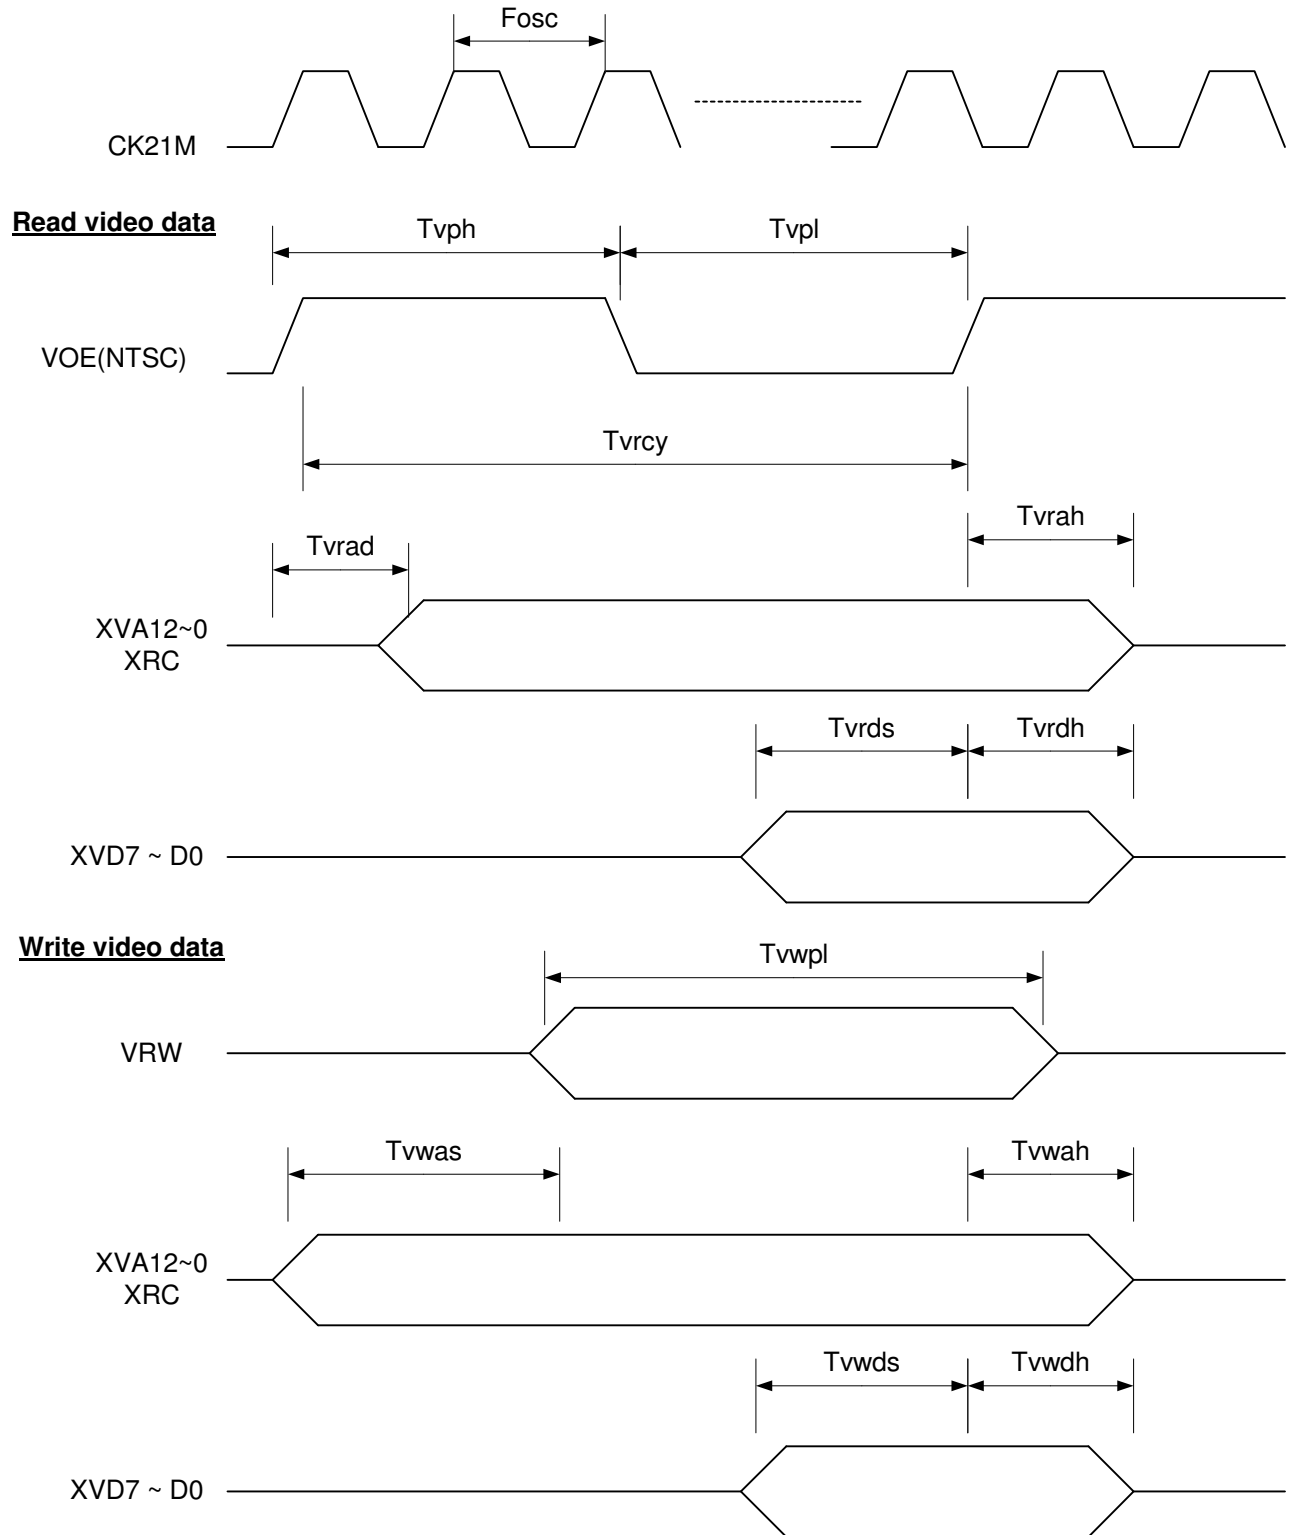 Fosc
CK21M
Read video data
Tvph
Tvpl
VOE(NTSC)
Tvrcy
Tvrah
Tvrad
XVA12~0
XRC
Tvrds
Tvrdh
XVD7 ~ D0
Write video data
Tvwpl
VRW
Tvwas
Tvwah
XVA12~0
XRC
Tvwds
Tvwdh
XVD7 ~ D0